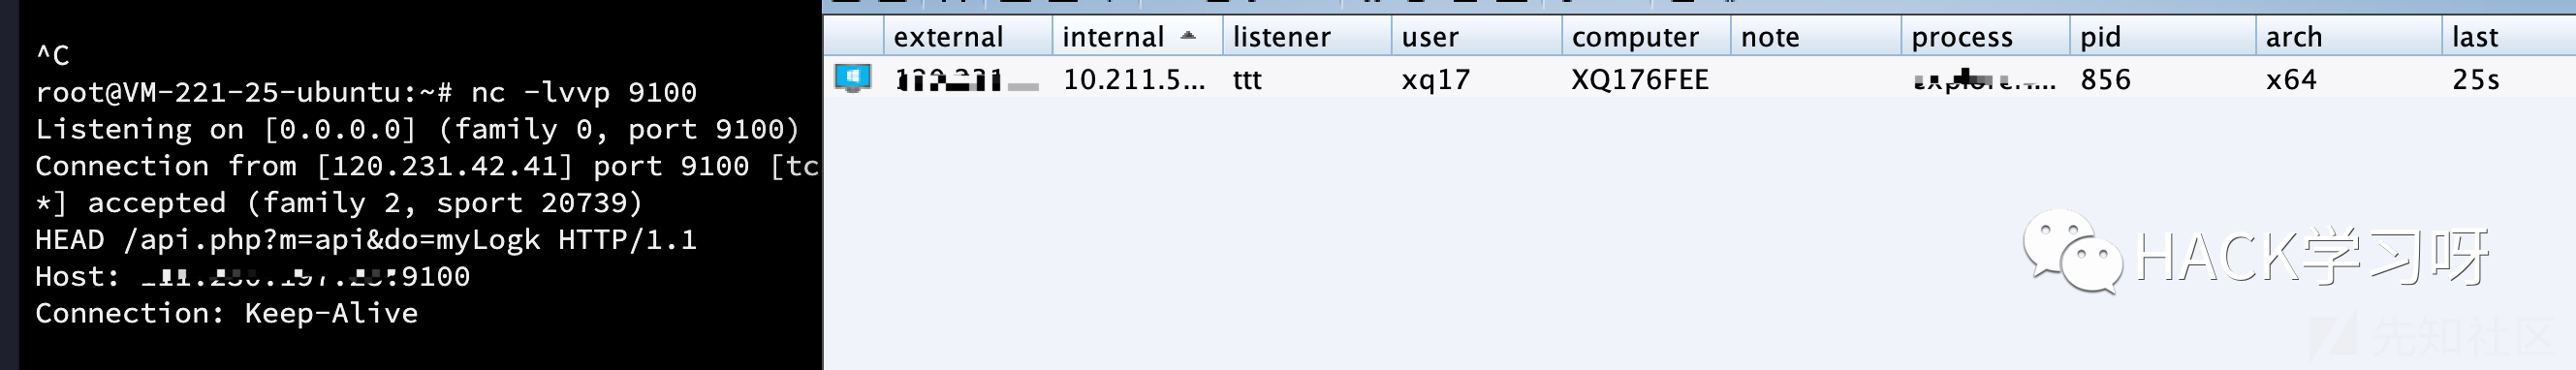 ^C
root@VM-221-25-ubuntu:~# nc -lvvp 9100
Listening on [0.0.0.0] (family 0, port 9100)
Connection from [120.231.42.41] port 9100 [tc
*] accepted (family 2, sport 20739)
HEAD /api.php?m=api&do=myLogk HTTP/1.1
Host: :9100
Connection: Keep-Alive
external internal listener user computer note process pid arch last
10.211.5... ttt xq17 XQ176FEE 856 x64 25s
HACK学习呀
先知社区